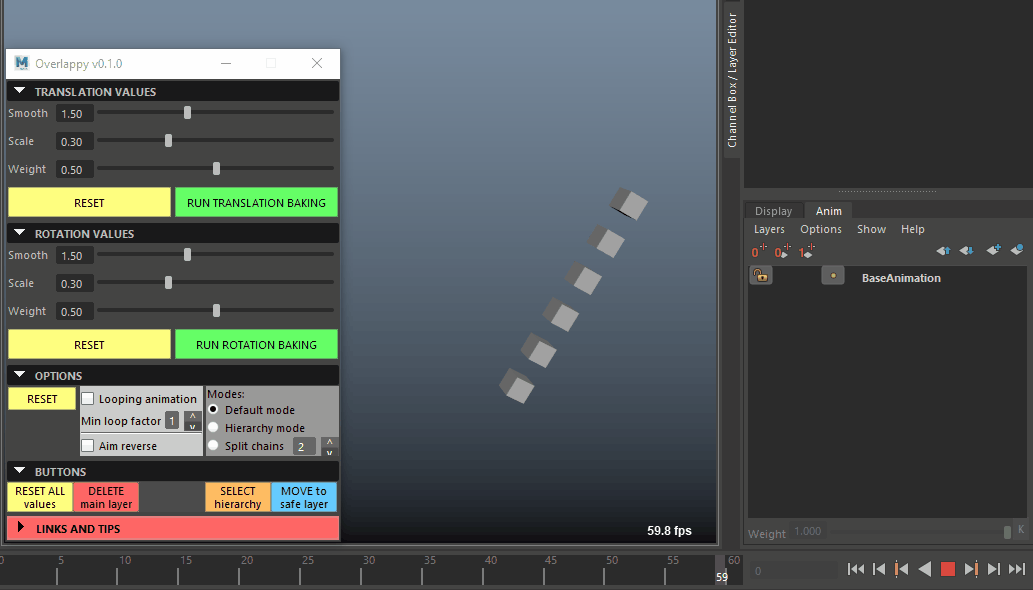 Overlappy v0.1.0
TRANSLATION VALUES
Smooth 1.50
Scale 0.30
Weight 0.50
RESET RUN TRANSLATION BAKING
ROTATION VALUES
Smooth 1.50
Scale 0.30
Weight 0.50
RESET RUN ROTATION BAKING
OPTIONS
RESET
Looping animation
Min loop factor 1
Aim reverse
Modes:
Default mode
Hierarchy mode
Split chains 2
BUTTONS
RESET ALL values
DELETE main layer
SELECT hierarchy
MOVE to safe layer
LINKS AND TIPS
59.8 fps
Channel Box / Layer Editor
Display Anim
Layers Options Show Help
0 0 1
BaseAnimation
Weight 1.000 K
0 5 10 15 20 25 30 35 40 45 50 55 59 60
0